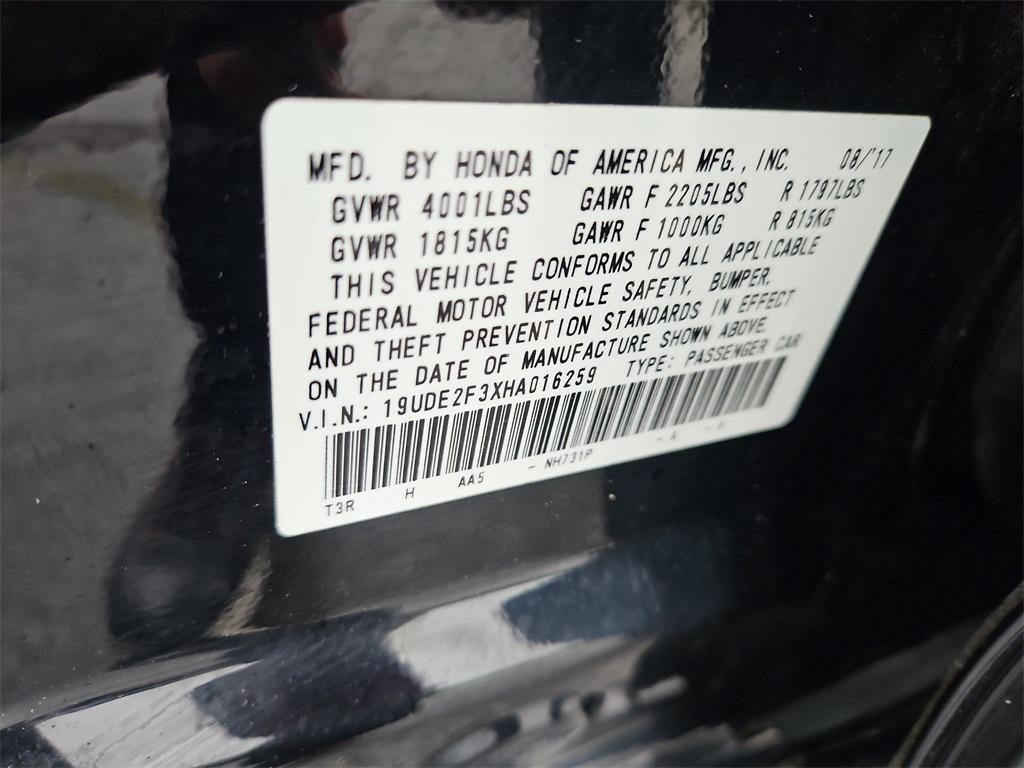 MFD. BY HONDA OF AMERICA MFG., INC. 08/'17
GVWR 4001LBS GAWR F 2205LBS R 1797LBS
GVWR 1815KG GAWR F 1000KG R 815KG
THIS VEHICLE CONFORMS TO ALL APPLICABLE
FEDERAL MOTOR VEHICLE SAFETY, BUMPER,
AND THEFT PREVENTION STANDARDS IN EFFECT
ON THE DATE OF MANUFACTURE SHOWN ABOVE.
V.I.N.: 19UDE2F3XHA016259 TYPE: PASSENGER CAR
T3R H AA5 - NH731P - A - A